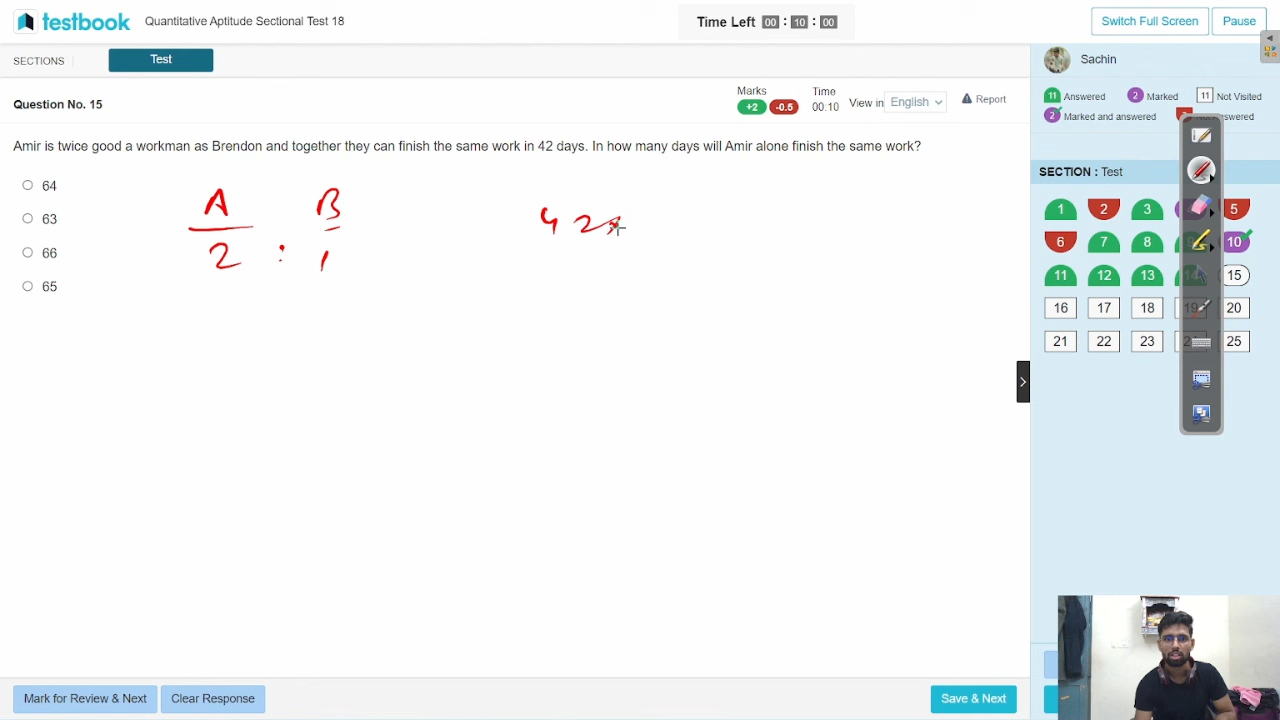 testbook
Quantitative Aptitude Sectional Test 18
Time Left 00 : 10 : 00
Switch Full Screen
Pause
SECTIONS
Test
Sachin
Question No. 15
Marks
+2 -0.5
Time
00:10
View in English
Report
11 Answered
2 Marked
11 Not Visited
2 Marked and answered
Answered
Amir is twice good a workman as Brendon and together they can finish the same work in 42 days. In how many days will Amir alone finish the same work?
64
63
66
65
A B
2 : 1
42
SECTION : Test
1 2 3 5
6 7 8 10
11 12 13 14 15
16 17 18 19 20
21 22 23 25
Mark for Review & Next
Clear Response
Save & Next